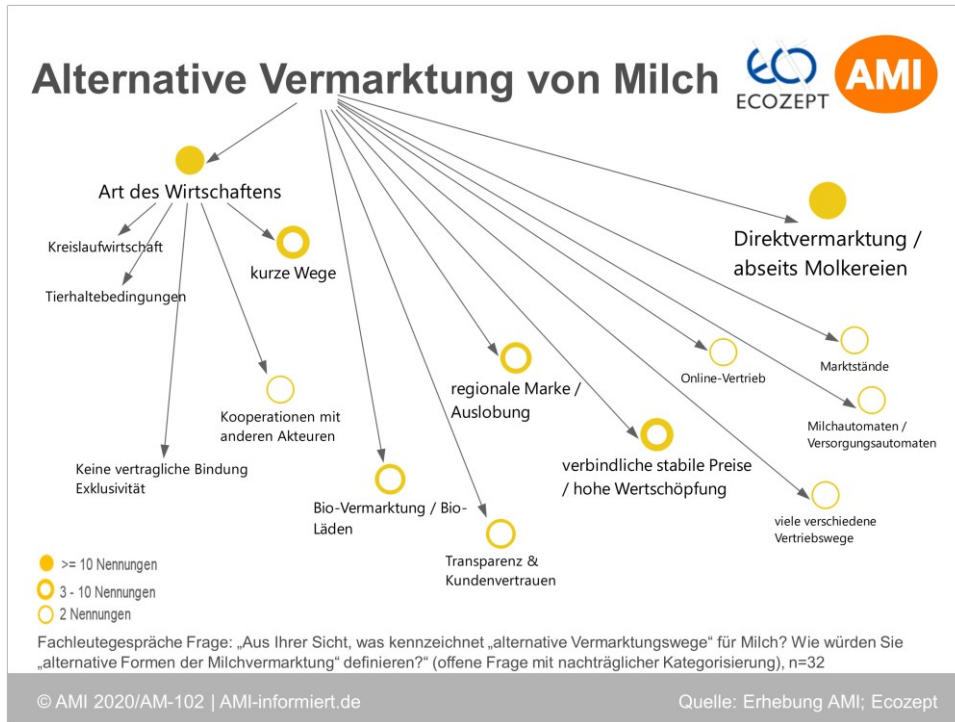 Alternative Vermarktung von Milch
ECO
ECOZEPT
AMI
Art des Wirtschaftens
Kreislaufwirtschaft
Tierhaltebedingungen
kurze Wege
Direktvermarktung /
abseits Molkereien
Kooperationen mit
anderen Akteuren
Keine vertragliche Bindung
Exklusivität
regionale Marke /
Auslobung
Online-Vertrieb
Marktstände
Milchautomaten /
Versorgungsautomaten
Bio-Vermarktung / Bio-
Läden
verbindliche stabile Preise
/ hohe Wertschöpfung
viele verschiedene
Vertriebswege
Transparenz &
Kundenvertrauen
>= 10 Nennungen
3 - 10 Nennungen
2 Nennungen
Fachleutegespräche Frage: „Aus Ihrer Sicht, was kennzeichnet „alternative Vermarktungswege“ für Milch? Wie würden Sie
„alternative Formen der Milchvermarktung“ definieren?“ (offene Frage mit nachträglicher Kategorisierung), n=32
© AMI 2020/AM-102 | AMI-informiert.de
Quelle: Erhebung AMI; Ecozept